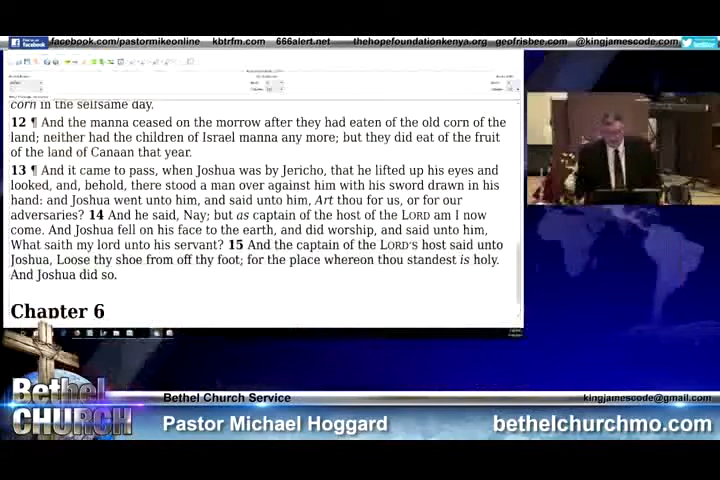 Find us on Facebook facebook.com/pastormikeonline kbtrfm.com 666alert.net thehopefoundationkenya.org geofrisbee.com @kingjamescode
corn in the selfsame day.
12 ¶ And the manna ceased on the morrow after they had eaten of the old corn of the
land; neither had the children of Israel manna any more; but they did eat of the fruit
of the land of Canaan that year.
13 ¶ And it came to pass, when Joshua was by Jericho, that he lifted up his eyes and
looked, and, behold, there stood a man over against him with his sword drawn in his
hand: and Joshua went unto him, and said unto him, Art thou for us, or for our
adversaries? 14 And he said, Nay; but as captain of the host of the LORD am I now
come. And Joshua fell on his face to the earth, and did worship, and said unto him,
What saith my lord unto his servant? 15 And the captain of the LORD'S host said unto
Joshua, Loose thy shoe from off thy foot; for the place whereon thou standest is holy.
And Joshua did so.
Chapter 6
Bethel
CHURCH
Bethel Church Service
kingjamescode@gmail.com
Pastor Michael Hoggard
bethelchurchmo.com